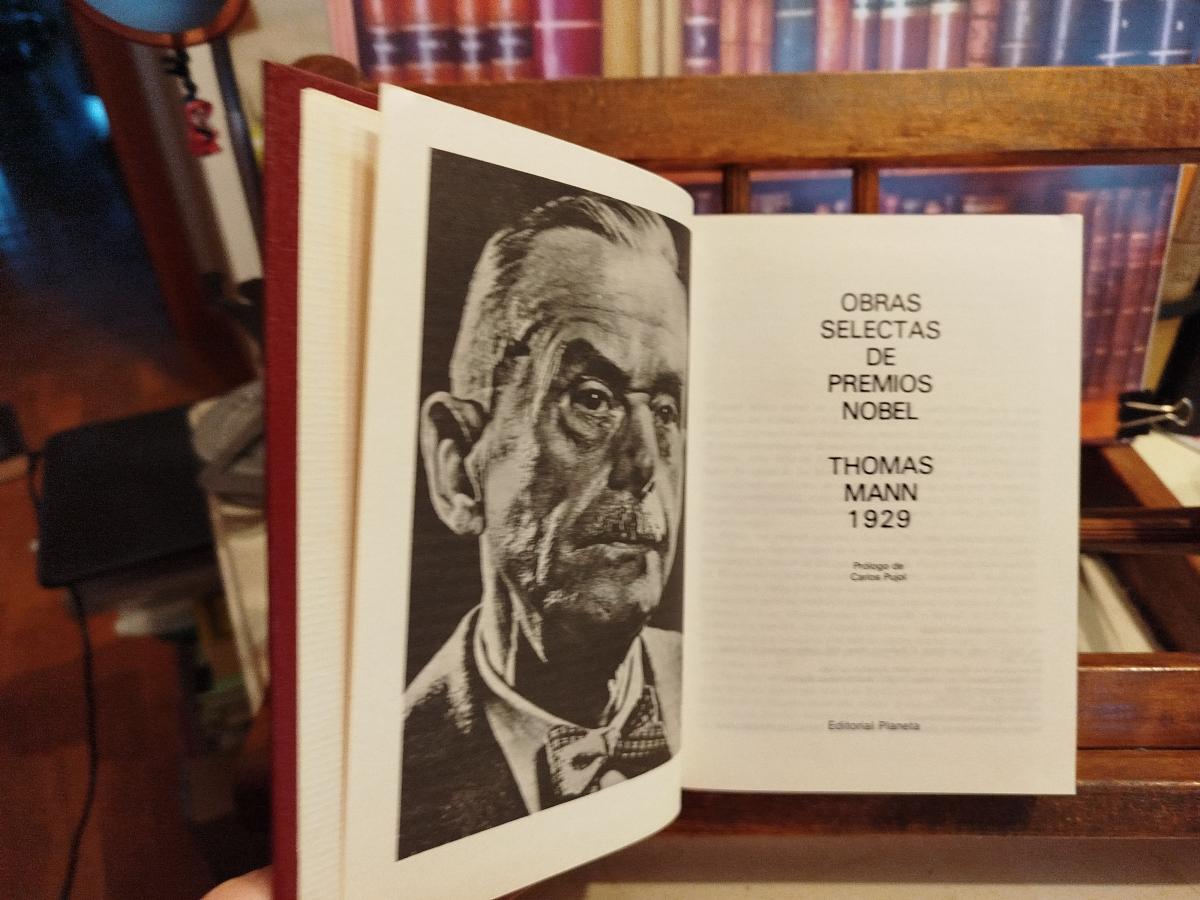 OBRAS
SELECTAS
DE
PREMIOS
NOBEL
THOMAS
MANN
1929
Prólogo de
Carlos Pujol
Editorial Planeta